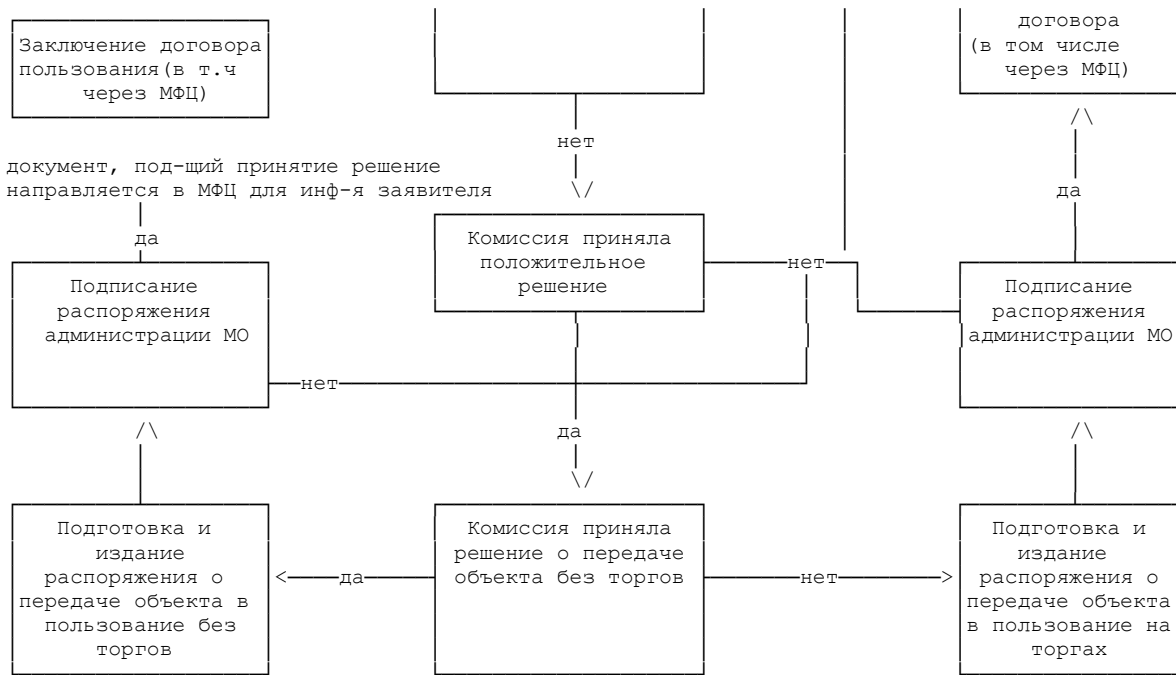 Заключение договора
пользования(в т.ч
через МФЦ)
договора
(в том числе
через МФЦ)
нет
документ, под-щий принятие решение
направляется в МФЦ для инф-я заявителя
да
да
Комиссия приняла
положительное
решение
нет
Подписание
распоряжения
администрации МО
Подписание
распоряжения
администрации МО
нет
да
Подготовка и
издание
распоряжения о
передаче объекта в
пользование без
торгов
да
Комиссия приняла
решение о передаче
объекта без торгов
нет
Подготовка и
издание
распоряжения о
передаче объекта
в пользование на
торгах